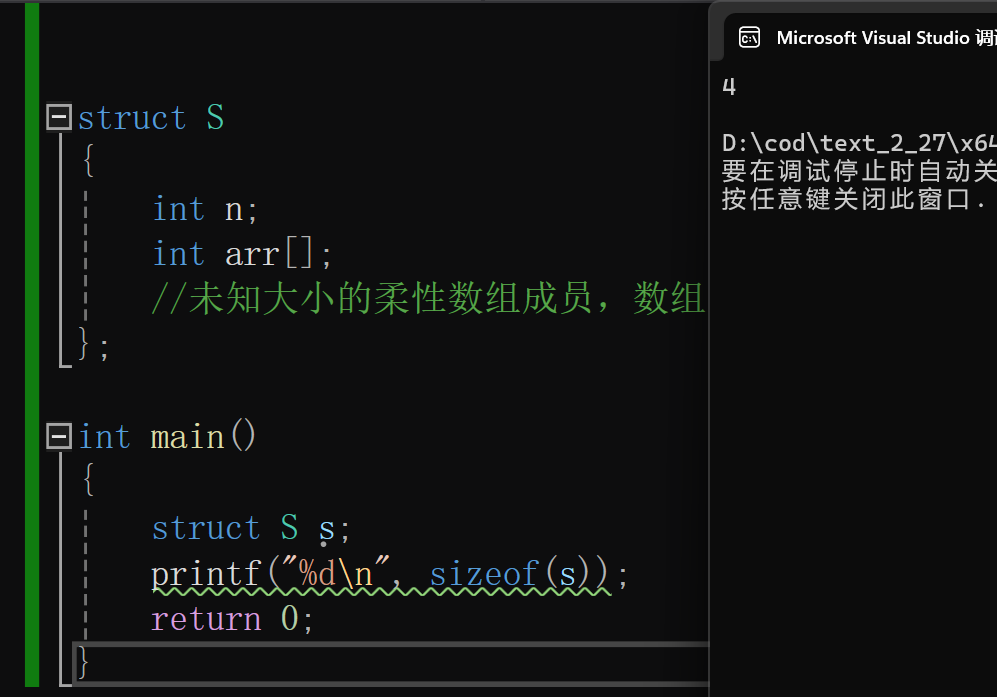 struct S
{
int n;
int arr[];
//未知大小的柔性数组成员，数组
};
int main()
{
struct S s;
printf("%d\n", sizeof(s));
return 0;
}
Microsoft Visual Studio 调
4
D:\cod\text_2_27\x64
要在调试停止时自动关
按任意键关闭此窗口.